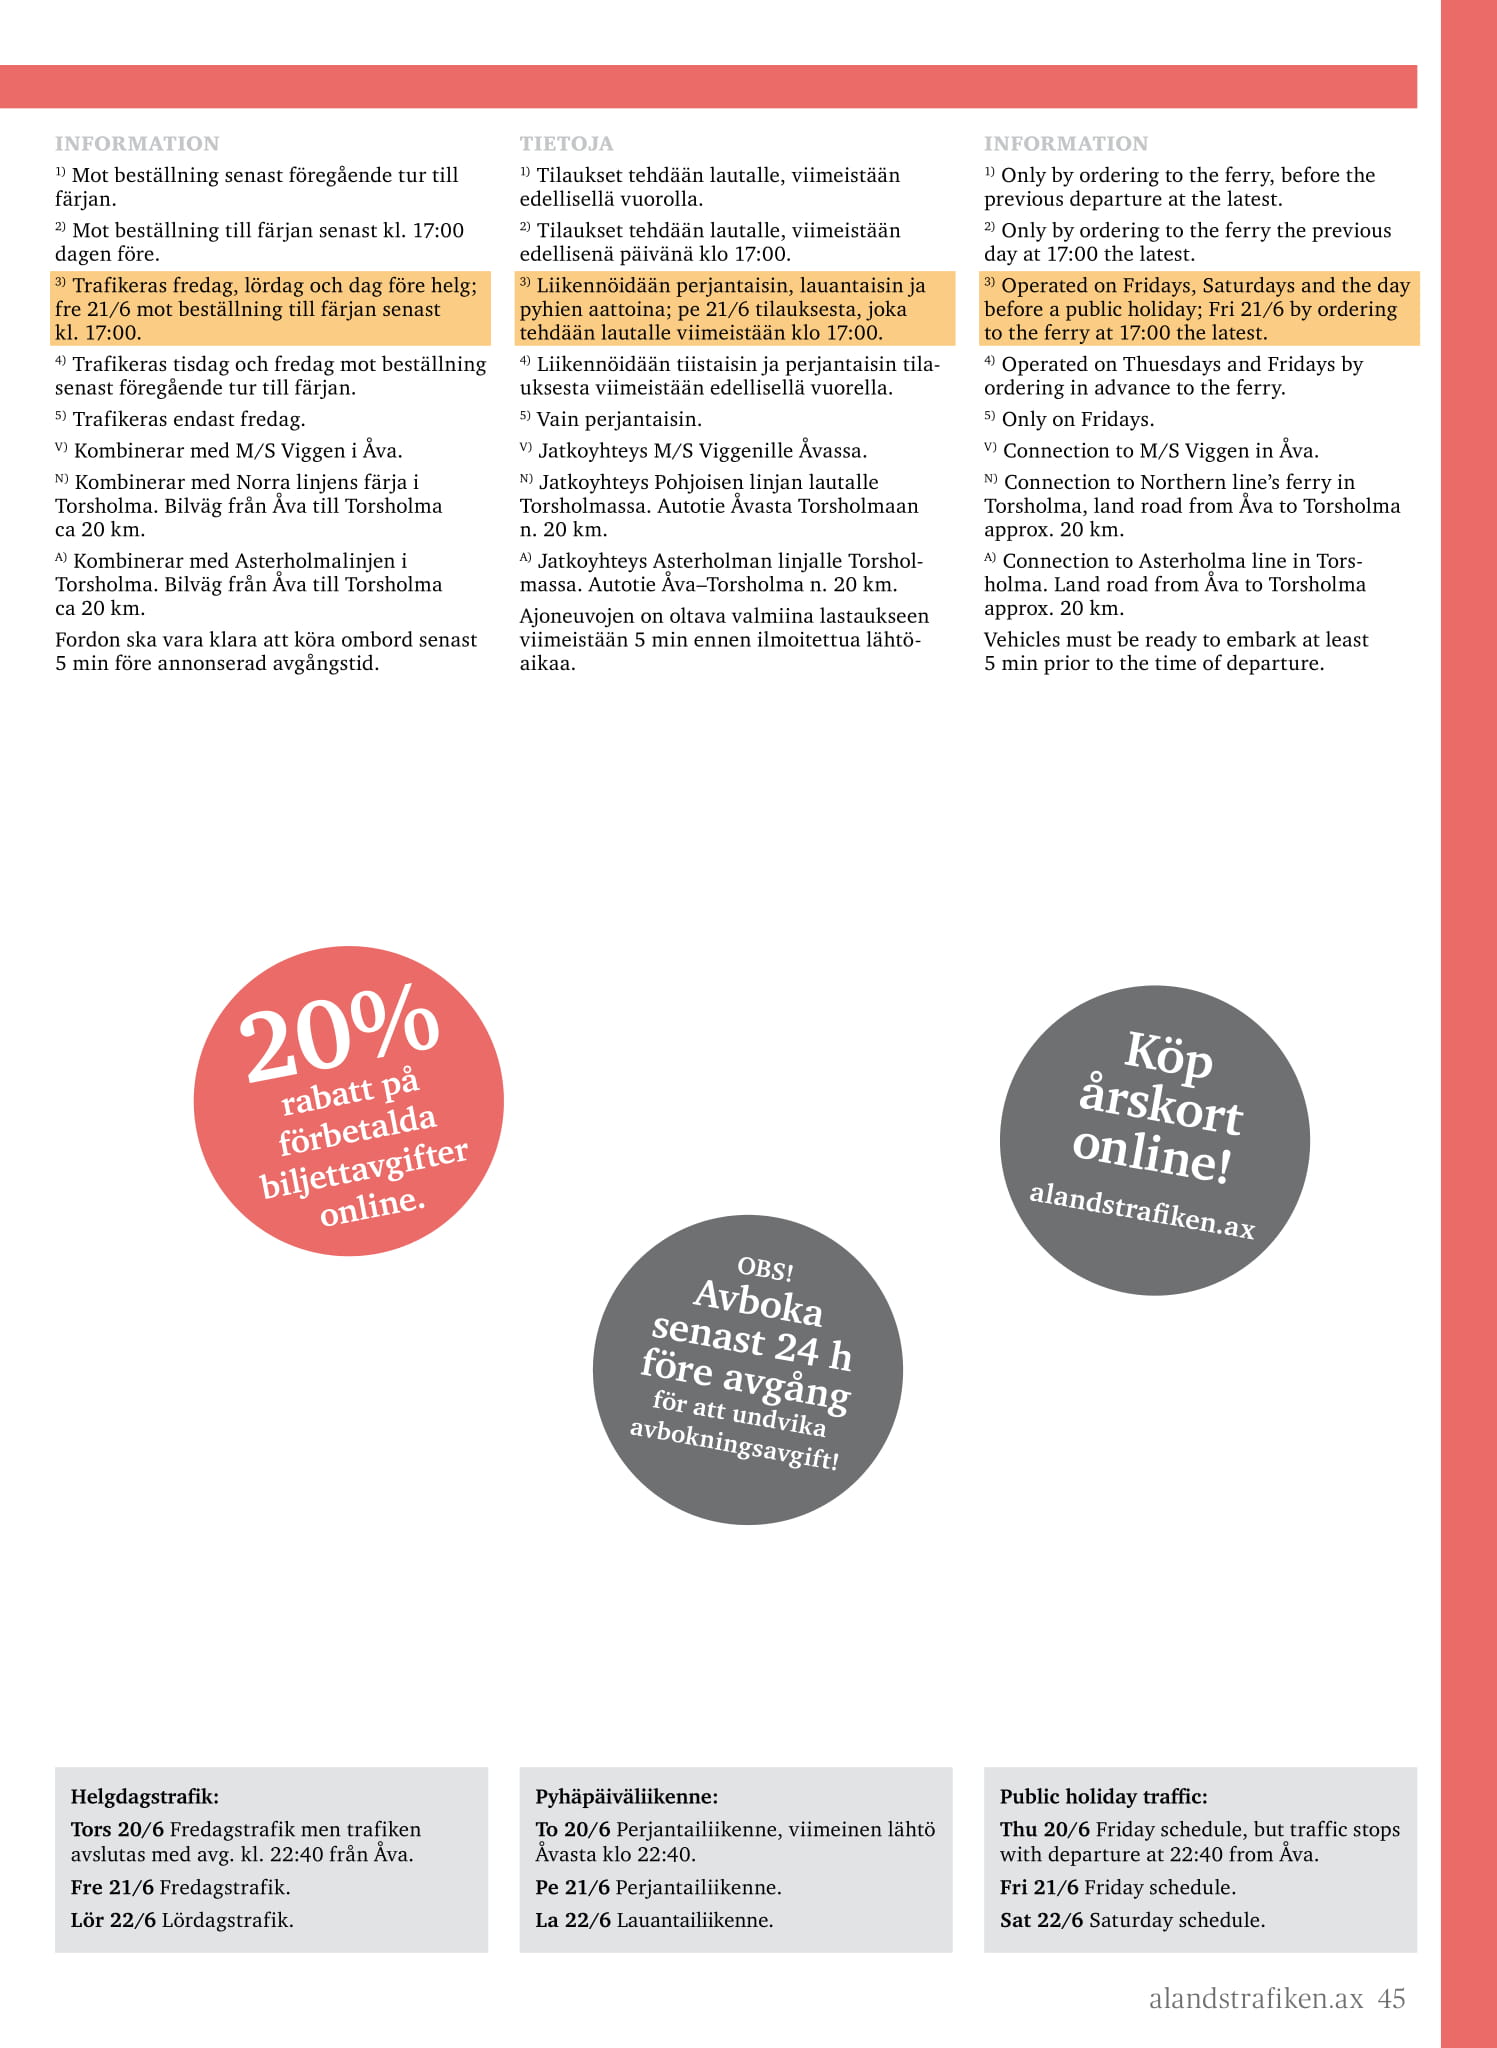 INFORMATION
1) Mot beställning senast föregående tur till
färjan.
2) Mot beställning till färjan senast kl. 17:00
dagen före.
3) Trafikeras fredag, lördag och dag före helg;
fre 21/6 mot beställning till färjan senast
kl. 17:00.
4) Trafikeras tisdag och fredag mot beställning
senast föregående tur till färjan.
5) Trafikeras endast fredag.
V) Kombinerar med M/S Viggen i Åva.
N) Kombinerar med Norra linjens färja i
Torsholma. Bilväg från Åva till Torsholma
ca 20 km.
A) Kombinerar med Asterholmalinjen i
Torsholma. Bilväg från Åva till Torsholma
ca 20 km.
Fordon ska vara klara att köra ombord senast
5 min före annonserad avgångstid.
TIETOJA
1) Tilaukset tehdään lautalle, viimeistään
edellisellä vuorolla.
2) Tilaukset tehdään lautalle, viimeistään
edellisenä päivänä klo 17:00.
3) Liikennöidään perjantaisin, lauantaisin ja
pyhien aattoina; pe 21/6 tilauksesta, joka
tehdään lautalle viimeistään klo 17:00.
4) Liikennöidään tiistaisin ja perjantaisin tila-
uksesta viimeistään edellisellä vuorella.
5) Vain perjantaisin.
V) Jatkoyhteys M/S Viggenille Åvassa.
N) Jatkoyhteys Pohjoisen linjan lautalle
Torsholmassa. Autotie Åvasta Torsholmaan
n. 20 km.
A) Jatkoyhteys Asterholman linjalle Torshol-
massa. Autotie Åva–Torsholma n. 20 km.
Ajoneuvojen on oltava valmiina lastaukseen
viimeistään 5 min ennen ilmoitettua lähtö-
aikaa.
INFORMATION
1) Only by ordering to the ferry, before the
previous departure at the latest.
2) Only by ordering to the ferry the previous
day at 17:00 the latest.
3) Operated on Fridays, Saturdays and the day
before a public holiday; Fri 21/6 by ordering
to the ferry at 17:00 the latest.
4) Operated on Thuesdays and Fridays by
ordering in advance to the ferry.
5) Only on Fridays.
V) Connection to M/S Viggen in Åva.
N) Connection to Northern line’s ferry in
Torsholma, land road from Åva to Torsholma
approx. 20 km.
A) Connection to Asterholma line in Tors-
holma. Land road from Åva to Torsholma
approx. 20 km.
Vehicles must be ready to embark at least
5 min prior to the time of departure.
20%
rabatt på
förbetalda
biljettavgifter
online.
Köp
årskort
online!
alandstrafiken.ax
OBS!
Avboka
senast 24 h
före avgång
för att undvika
avbokningsavgift!
Helgdagstrafik:
Tors 20/6 Fredagstrafik men trafiken
avslutas med avg. kl. 22:40 från Åva.
Fre 21/6 Fredagstrafik.
Lör 22/6 Lördagstrafik.
Pyhäpäiväliikenne:
To 20/6 Perjantailiikenne, viimeinen lähtö
Åvasta klo 22:40.
Pe 21/6 Perjantailiikenne.
La 22/6 Lauantailiikenne.
Public holiday traffic:
Thu 20/6 Friday schedule, but traffic stops
with departure at 22:40 from Åva.
Fri 21/6 Friday schedule.
Sat 22/6 Saturday schedule.
alandstrafiken.ax 45